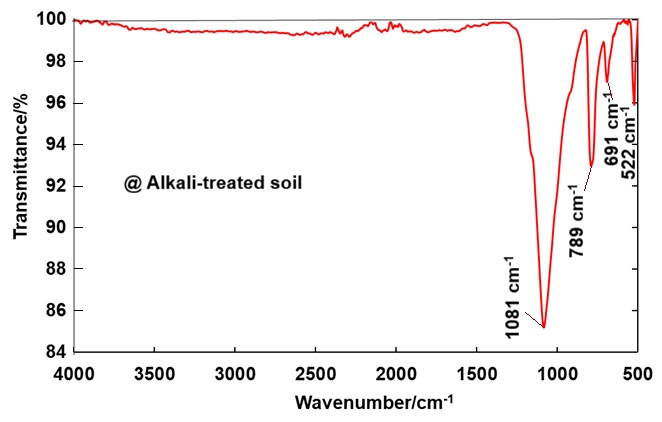 100
98
96
94
92
90
88
86
84
Transmittance/%
@ Alkali-treated soil
1081 cm⁻¹
789 cm⁻¹
691 cm⁻¹
522 cm⁻¹
4000 3500 3000 2500 2000 1500 1000 500
Wavenumber/cm⁻¹